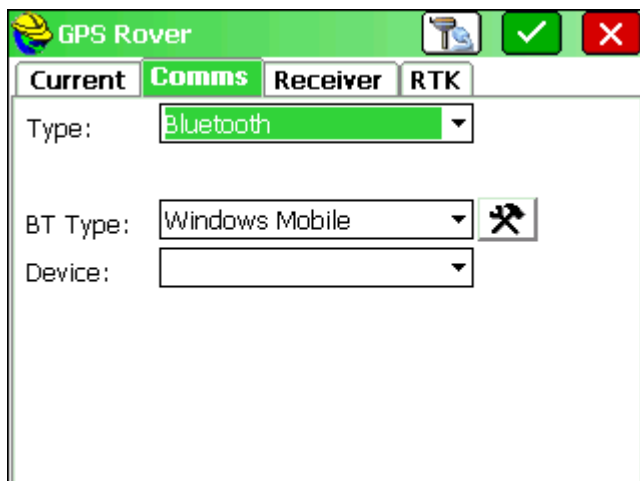 GPS Rover
Current Comms Receiver RTK
Type: Bluetooth
BT Type: Windows Mobile
Device: